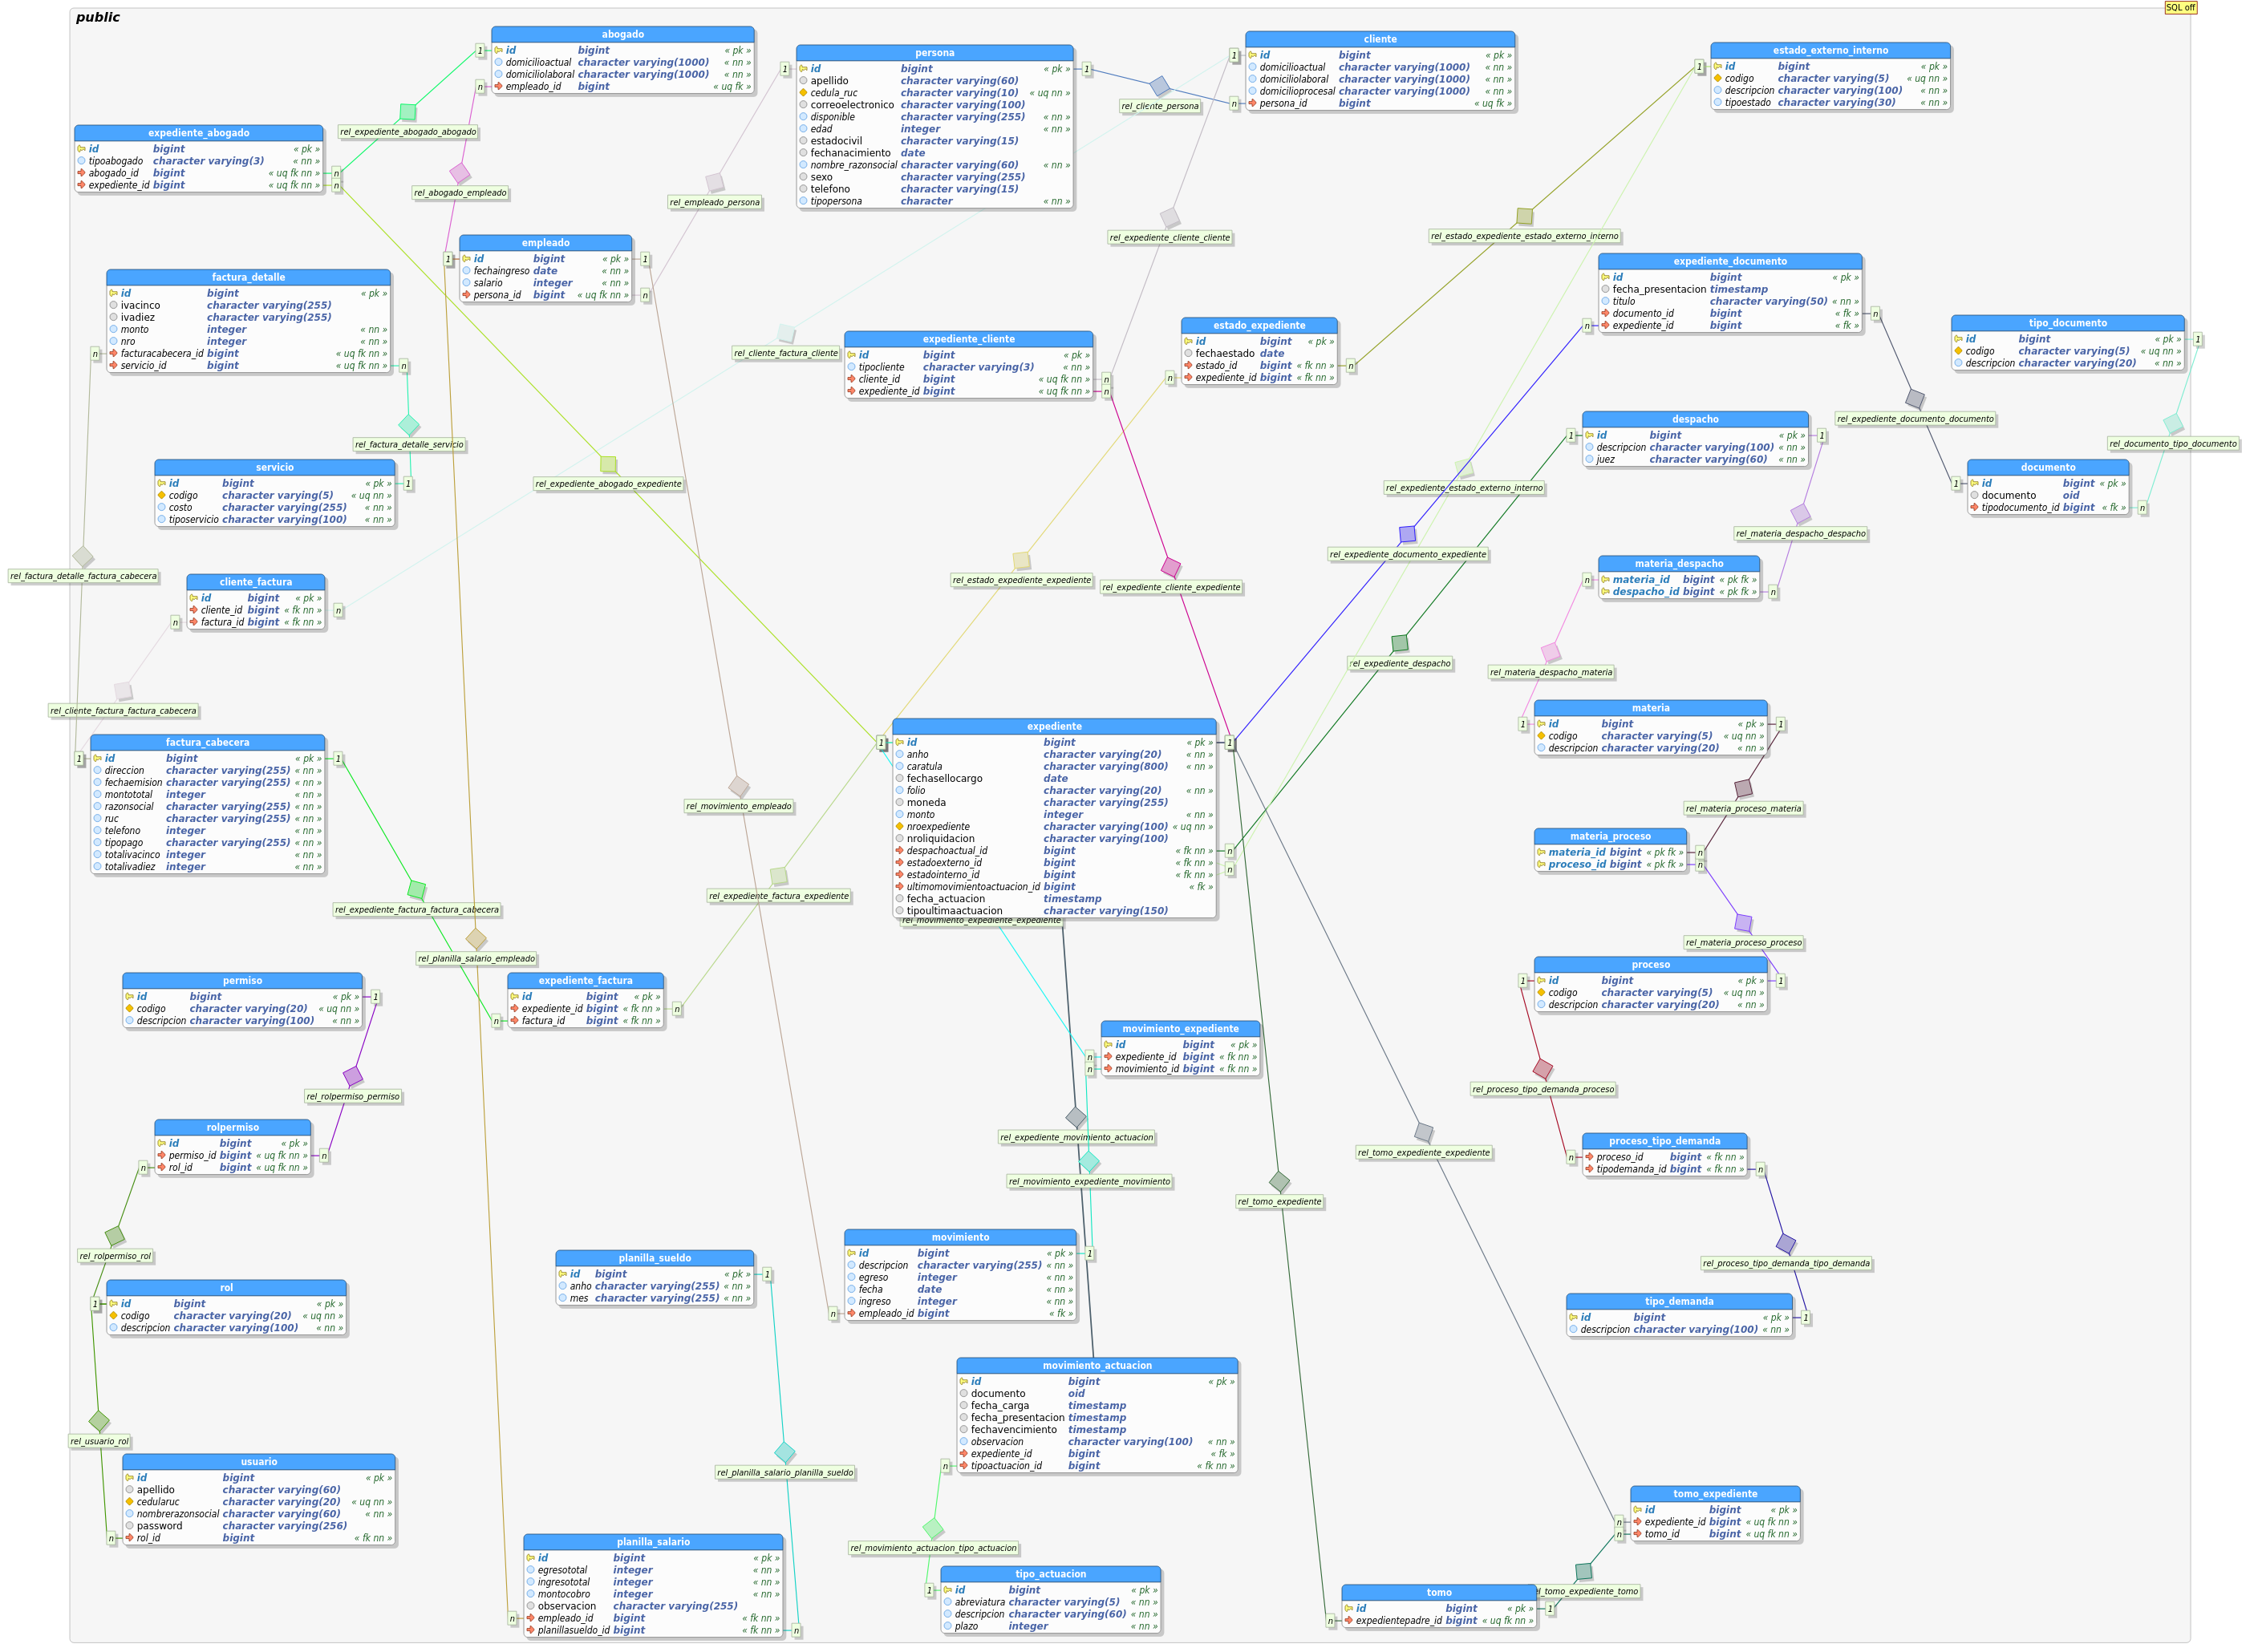 public
SQL off
abogado
id bigint « pk »
domicilioactual character varying(1000) « nn »
domiciliolaboral character varying(1000) « nn »
empleado_id bigint « uq fk »
persona
id bigint « pk »
apellido character varying(60)
cedula_ruc character varying(10) « uq nn »
correoelectronico character varying(100)
disponible character varying(255) « nn »
edad integer « nn »
estadocivil character varying(15)
fechanacimiento date
nombre_razonsocial character varying(60) « nn »
sexo character varying(255)
telefono character varying(15)
tipopersona character « nn »
cliente
id bigint « pk »
domicilioactual character varying(1000) « nn »
domiciliolaboral character varying(1000) « nn »
domicilioprocesal character varying(1000) « nn »
persona_id bigint « uq fk »
estado_externo_interno
id bigint « pk »
codigo character varying(5) « uq nn »
descripcion character varying(100) « nn »
tipoestado character varying(30) « nn »
rel_cliente_persona
rel_expediente_abogado_abogado
expediente_abogado
id bigint « pk »
tipoabogado character varying(3) « nn »
abogado_id bigint « uq fk nn »
expediente_id bigint « uq fk nn »
rel_abogado_empleado
rel_empleado_persona
rel_expediente_cliente_cliente
rel_estado_expediente_estado_externo_interno
empleado
id bigint « pk »
fechaingreso date « nn »
salario integer « nn »
persona_id bigint « uq fk nn »
expediente_documento
id bigint « pk »
fecha_presentacion timestamp
titulo character varying(50) « nn »
documento_id bigint « fk »
expediente_id bigint « fk »
factura_detalle
id bigint « pk »
ivacinco character varying(255)
ivadiez character varying(255)
monto integer « nn »
nro integer « nn »
facturacabecera_id bigint « uq fk nn »
servicio_id bigint « uq fk nn »
rel_cliente_factura_cliente
expediente_cliente
id bigint « pk »
tipocliente character varying(3) « nn »
cliente_id bigint « uq fk nn »
expediente_id bigint « uq fk nn »
estado_expediente
id bigint « pk »
fechaestado date
estado_id bigint « fk nn »
expediente_id bigint « fk nn »
tipo_documento
id bigint « pk »
codigo character varying(5) « uq nn »
descripcion character varying(20) « nn »
rel_expediente_documento_documento
rel_documento_tipo_documento
rel_factura_detalle_servicio
despacho
id bigint « pk »
descripcion character varying(100) « nn »
juez character varying(60) « nn »
servicio
id bigint « pk »
codigo character varying(5) « uq nn »
costo character varying(255) « nn »
tiposervicio character varying(100) « nn »
rel_expediente_abogado_expediente
rel_expediente_estado_externo_interno
documento
id bigint « pk »
documento oid
tipodocumento_id bigint « fk »
rel_materia_despacho_despacho
rel_expediente_documento_expediente
rel_factura_detalle_factura_cabecera
rel_estado_expediente_expediente
rel_expediente_cliente_expediente
materia_despacho
materia_id bigint « pk fk »
despacho_id bigint « pk fk »
cliente_factura
id bigint « pk »
cliente_id bigint « fk nn »
factura_id bigint « fk nn »
rel_expediente_despacho
rel_materia_despacho_materia
rel_cliente_factura_factura_cabecera
materia
id bigint « pk »
codigo character varying(5) « uq nn »
descripcion character varying(20) « nn »
factura_cabecera
id bigint « pk »
direccion character varying(255) « nn »
fechaemision character varying(255) « nn »
montototal integer « nn »
razonsocial character varying(255) « nn »
ruc character varying(255) « nn »
telefono integer « nn »
tipopago character varying(255) « nn »
totalivacinco integer « nn »
totalivadiez integer « nn »
expediente
id bigint « pk »
anho character varying(20) « nn »
caratula character varying(800) « nn »
fechasellocargo date
folio character varying(20) « nn »
moneda character varying(255)
monto integer « nn »
nroexpediente character varying(100) « uq nn »
nroliquidacion character varying(100)
despachoactual_id bigint « fk nn »
estadoexterno_id bigint « fk nn »
estadointerno_id bigint « fk nn »
ultimomovimientoactuacion_id bigint « fk »
fecha_actuacion timestamp
tipoultimaactuacion character varying(150)
rel_movimiento_expediente_expediente
rel_movimiento_empleado
rel_materia_proceso_materia
materia_proceso
materia_id bigint « pk fk »
proceso_id bigint « pk fk »
rel_expediente_factura_expediente
rel_expediente_factura_factura_cabecera
rel_materia_proceso_proceso
rel_planilla_salario_empleado
proceso
id bigint « pk »
codigo character varying(5) « uq nn »
descripcion character varying(20) « nn »
permiso
id bigint « pk »
codigo character varying(20) « uq nn »
descripcion character varying(100) « nn »
expediente_factura
id bigint « pk »
expediente_id bigint « fk nn »
factura_id bigint « fk nn »
movimiento_expediente
id bigint « pk »
expediente_id bigint « fk nn »
movimiento_id bigint « fk nn »
rel_rolpermiso_permiso
rel_proceso_tipo_demanda_proceso
rolpermiso
id bigint « pk »
permiso_id bigint « uq fk nn »
rol_id bigint « uq fk nn »
rel_expediente_movimiento_actuacion
rel_movimiento_expediente_movimiento
rel_tomo_expediente_expediente
proceso_tipo_demanda
proceso_id bigint « fk nn »
tipodemanda_id bigint « fk nn »
rel_tomo_expediente
rel_rolpermiso_rol
movimiento
id bigint « pk »
descripcion character varying(255) « nn »
egreso integer « nn »
fecha date « nn »
ingreso integer « nn »
empleado_id bigint « fk »
planilla_sueldo
id bigint « pk »
anho character varying(255) « nn »
mes character varying(255) « nn »
rel_proceso_tipo_demanda_tipo_demanda
rol
id bigint « pk »
codigo character varying(20) « uq nn »
descripcion character varying(100) « nn »
tipo_demanda
id bigint « pk »
descripcion character varying(100) « nn »
movimiento_actuacion
id bigint « pk »
documento oid
fecha_carga timestamp
fecha_presentacion timestamp
fechavencimiento timestamp
observacion character varying(100) « nn »
expediente_id bigint « fk »
tipoactuacion_id bigint « fk nn »
rel_usuario_rol
usuario
id bigint « pk »
apellido character varying(60)
cedularuc character varying(20) « uq nn »
nombrerazonsocial character varying(60) « nn »
password character varying(256)
rol_id bigint « fk nn »
rel_planilla_salario_planilla_sueldo
tomo_expediente
id bigint « pk »
expediente_id bigint « uq fk nn »
tomo_id bigint « uq fk nn »
planilla_salario
id bigint « pk »
egresototal integer « nn »
ingresototal integer « nn »
montocobro integer « nn »
observacion character varying(255)
empleado_id bigint « fk nn »
planillasueldo_id bigint « fk nn »
rel_movimiento_actuacion_tipo_actuacion
tipo_actuacion
id bigint « pk »
abreviatura character varying(5) « nn »
descripcion character varying(60) « nn »
plazo integer « nn »
rel_tomo_expediente_tomo
tomo
id bigint « pk »
expedientepadre_id bigint « uq fk nn »